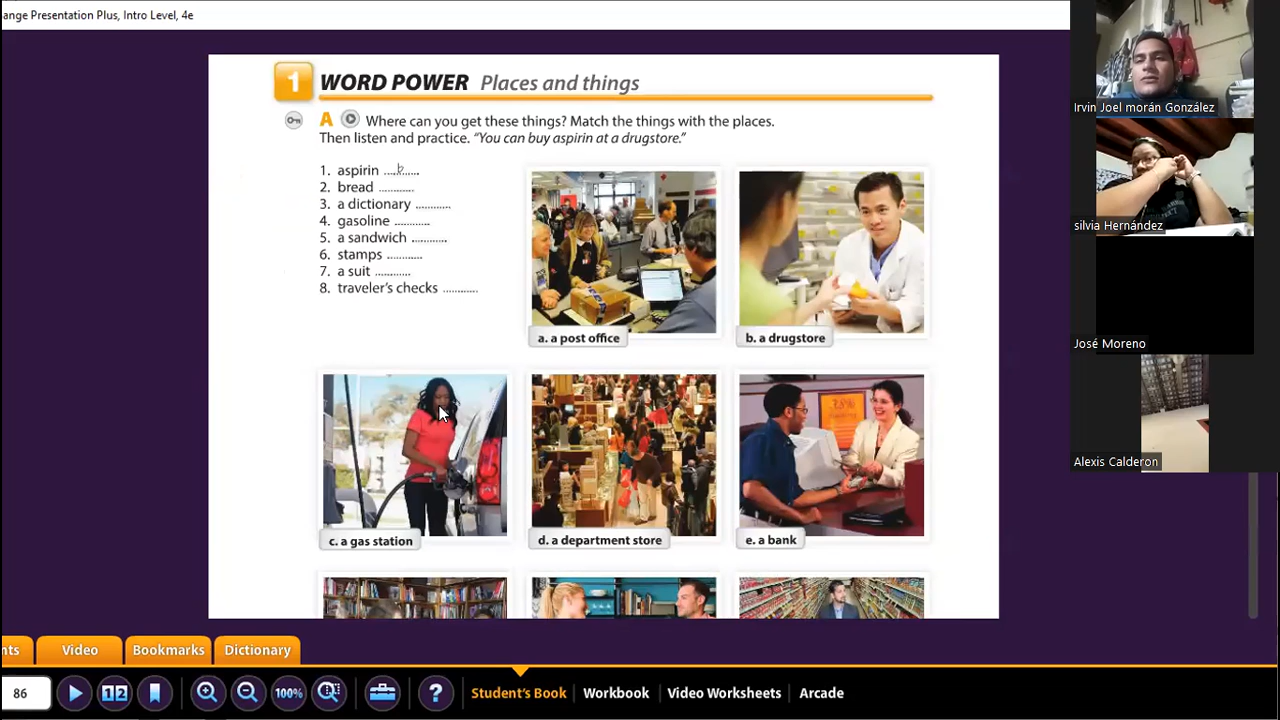 ange Presentation Plus, Intro Level, 4e
1 WORD POWER Places and things
A Where can you get these things? Match the things with the places.
Then listen and practice. "You can buy aspirin at a drugstore."
1. aspirin ....b.......
2. bread ...........
3. a dictionary ...........
4. gasoline ...........
5. a sandwich ...........
6. stamps ...........
7. a suit ...........
8. traveler's checks ...........
a. a post office
b. a drugstore
c. a gas station
d. a department store
e. a bank
Irvin Joel morán González
silvia Hernández
José Moreno
Alexis Calderon
nts Video Bookmarks Dictionary
86 1 2 100% ? Student's Book Workbook Video Worksheets Arcade